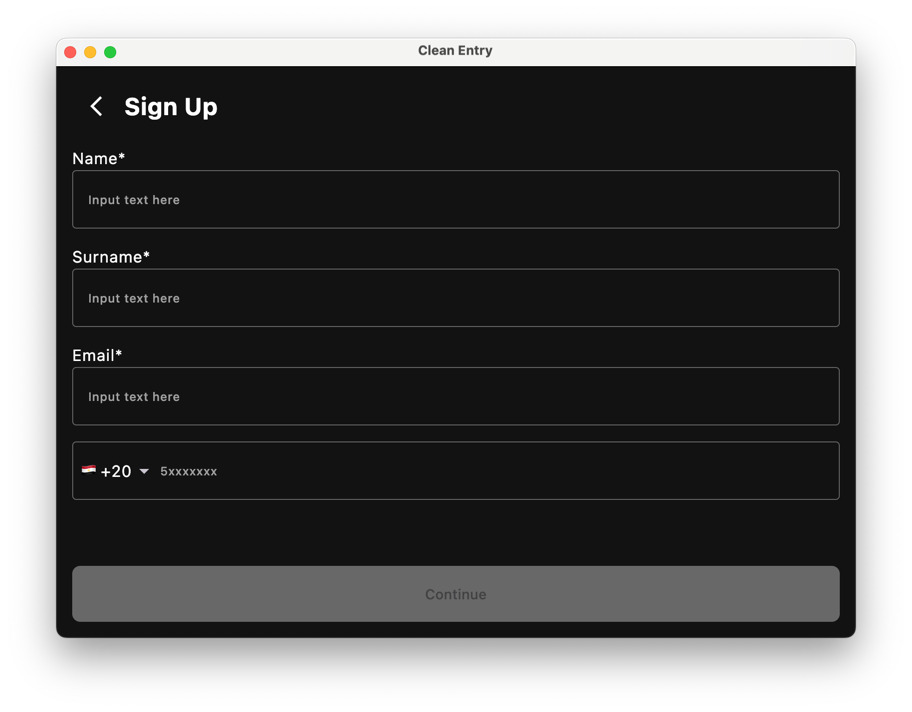 Clean Entry
Sign Up
Name*
Input text here
Surname*
Input text here
Email*
Input text here
+20 5xxxxxxx
Continue